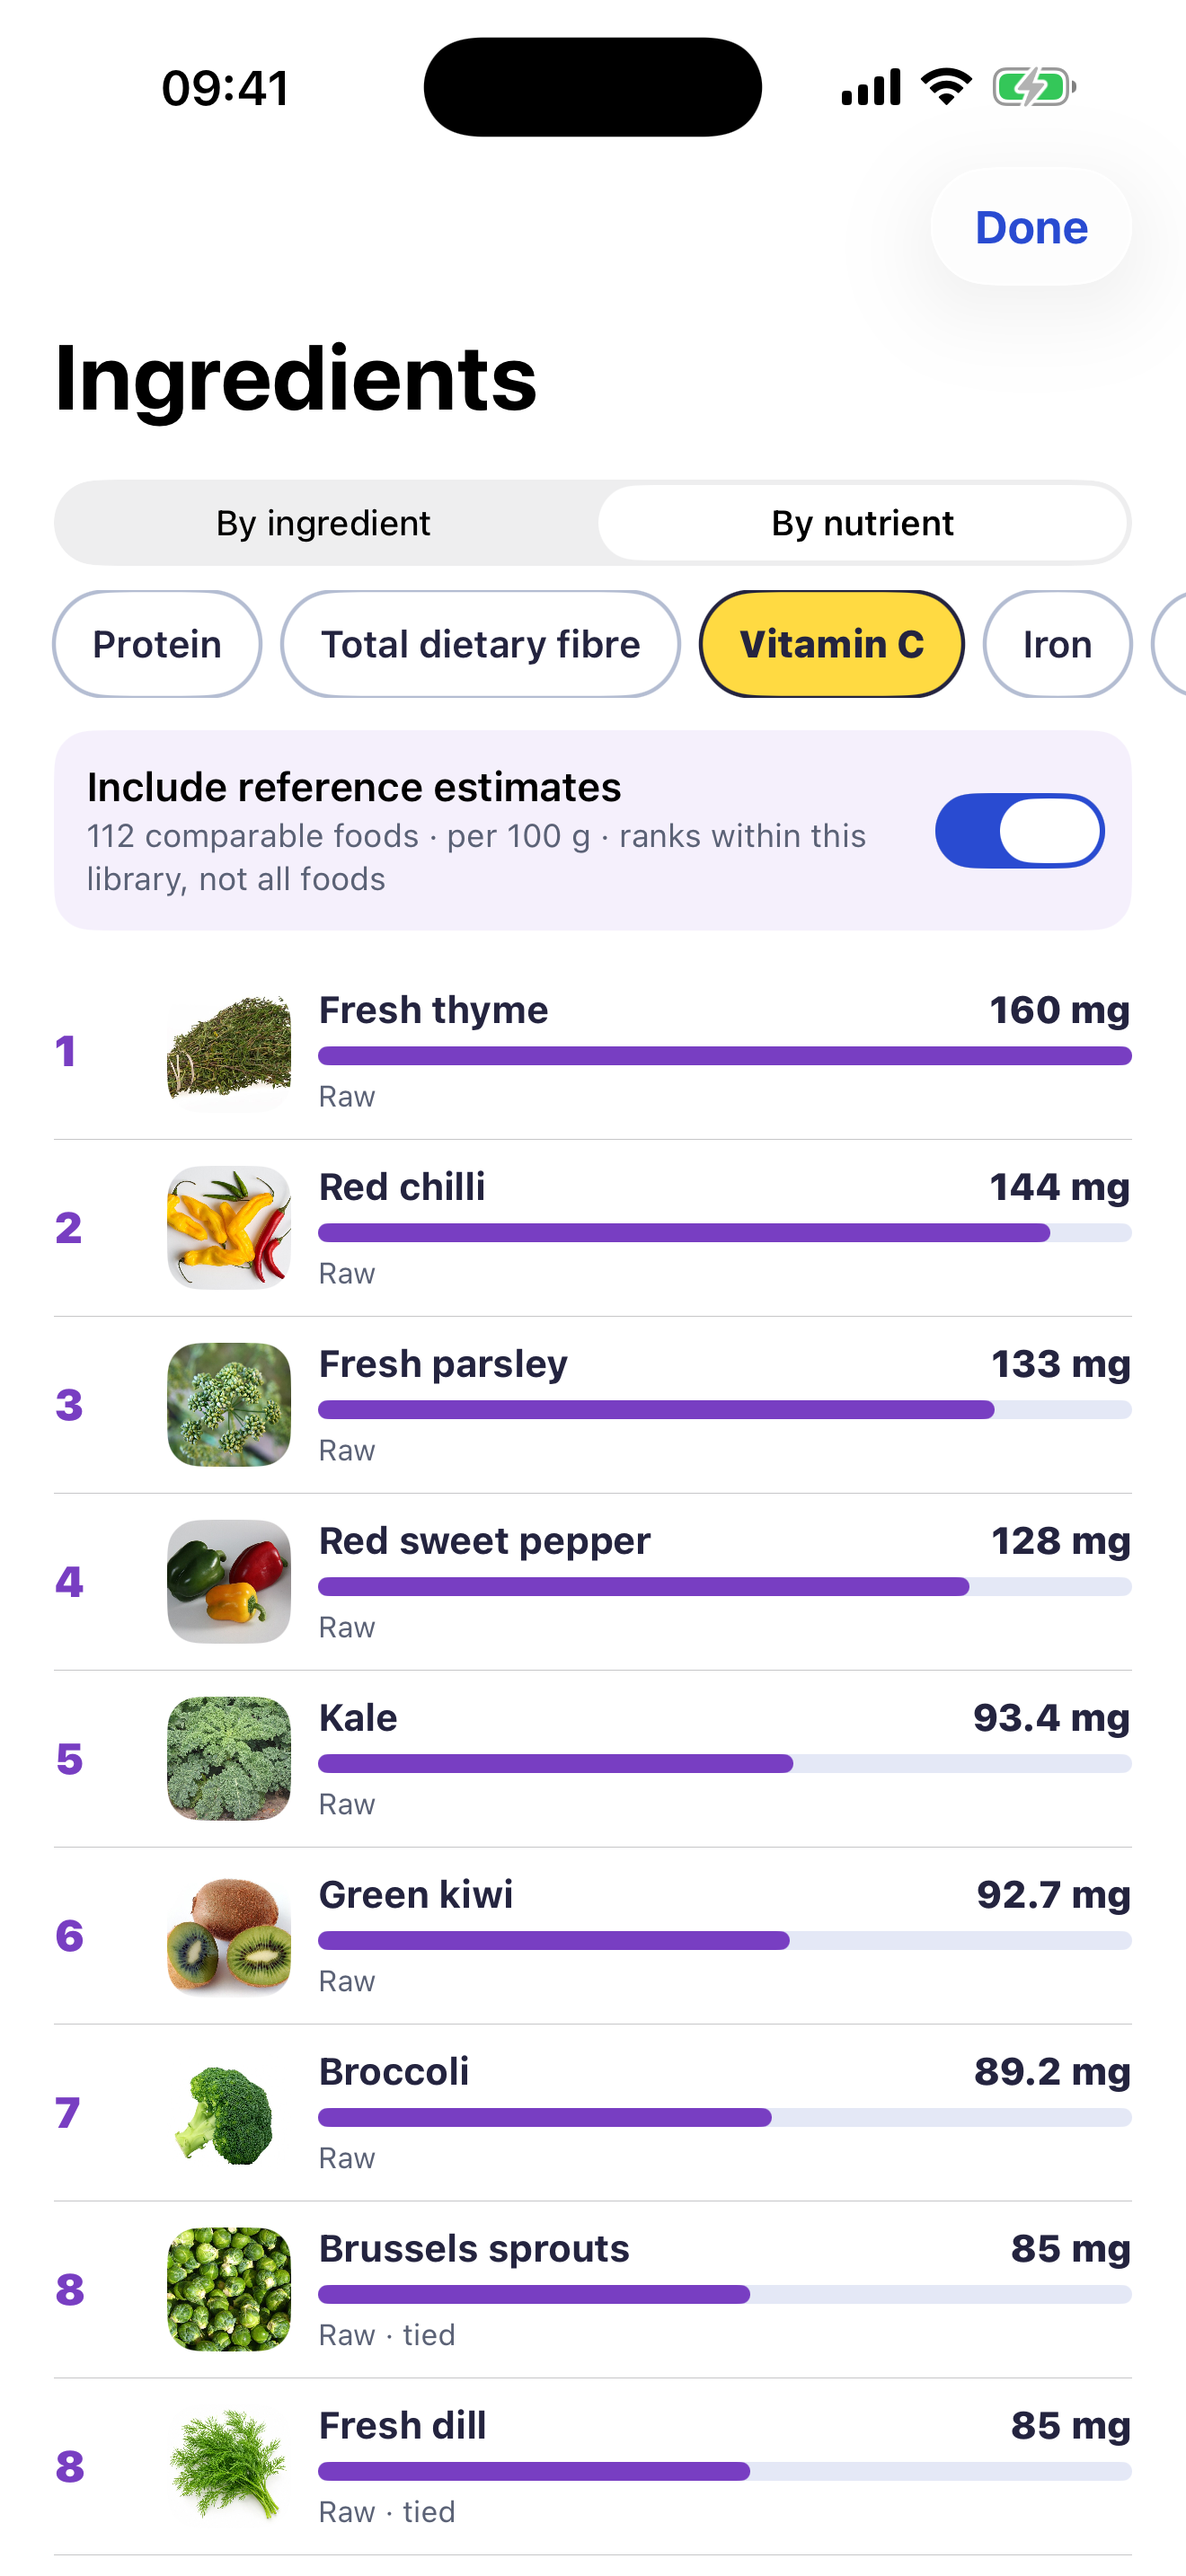 09:41
Done
Ingredients
By ingredient
By nutrient
Protein
Total dietary fibre
Vitamin C
Iron
Include reference estimates
112 comparable foods · per 100 g · ranks within this
library, not all foods
1
Fresh thyme
160 mg
Raw
2
Red chilli
144 mg
Raw
3
Fresh parsley
133 mg
Raw
4
Red sweet pepper
128 mg
Raw
5
Kale
93.4 mg
Raw
6
Green kiwi
92.7 mg
Raw
7
Broccoli
89.2 mg
Raw
8
Brussels sprouts
85 mg
Raw · tied
8
Fresh dill
85 mg
Raw · tied